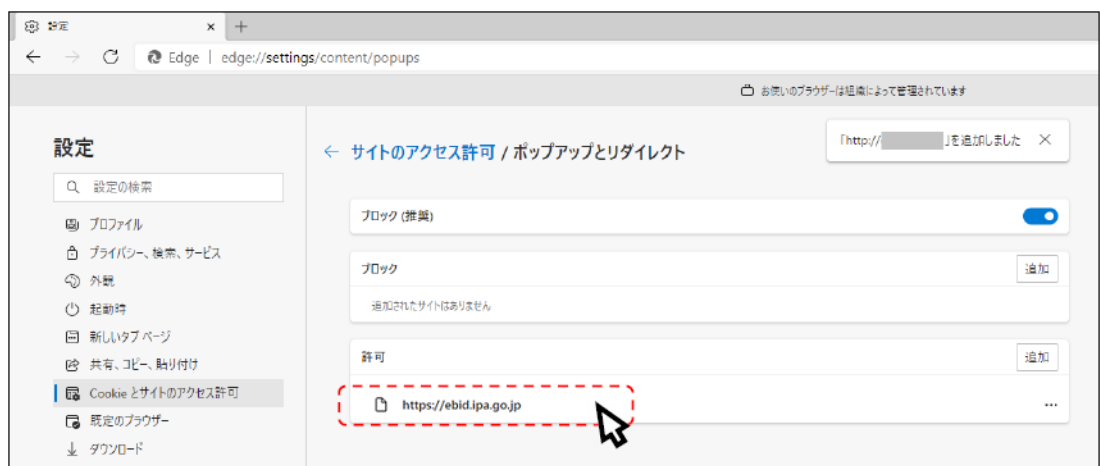 設定
Edge | edge://settings/content/popups
お使いのブラウザーは組織によって管理されています
設定
設定の検索
プロファイル
プライバシー、検索、サービス
外観
起動時
新しいタブ ページ
共有、コピー、貼り付け
Cookie とサイトのアクセス許可
既定のブラウザー
ダウンロード
サイトのアクセス許可 / ポップアップとリダイレクト
「http:// 」を追加しました
ブロック (推奨)
ブロック
追加
追加されたサイトはありません
許可
追加
https://ebid.ipa.go.jp